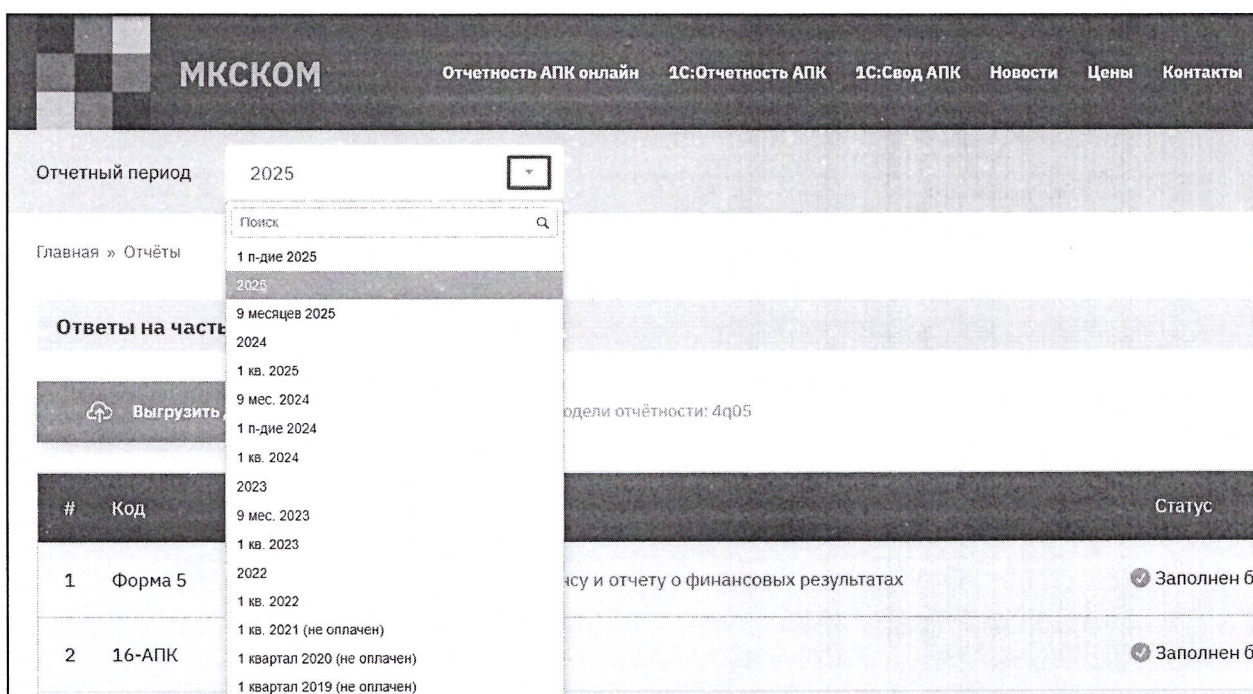 МКСКОМ
Отчетность АПК онлайн 1С:Отчетность АПК 1С:Свод АПК Новости Цены Контакты
Отчетный период 2025
Поиск
Главная » Отчёты
1 п-дие 2025
2025
9 месяцев 2025
Ответы на часть
2024
1 кв. 2025
9 мес. 2024
Выгрузить
одели отчётности: 4q05
1 п-дие 2024
1 кв. 2024
2023
# Код Статус
9 мес. 2023
1 кв. 2023
2022
1 Форма 5 нсу и отчету о финансовых результатах Заполнен б
1 кв. 2022
1 кв. 2021 (не оплачен)
2 16-АПК Заполнен б
1 квартал 2020 (не оплачен)
1 квартал 2019 (не оплачен)